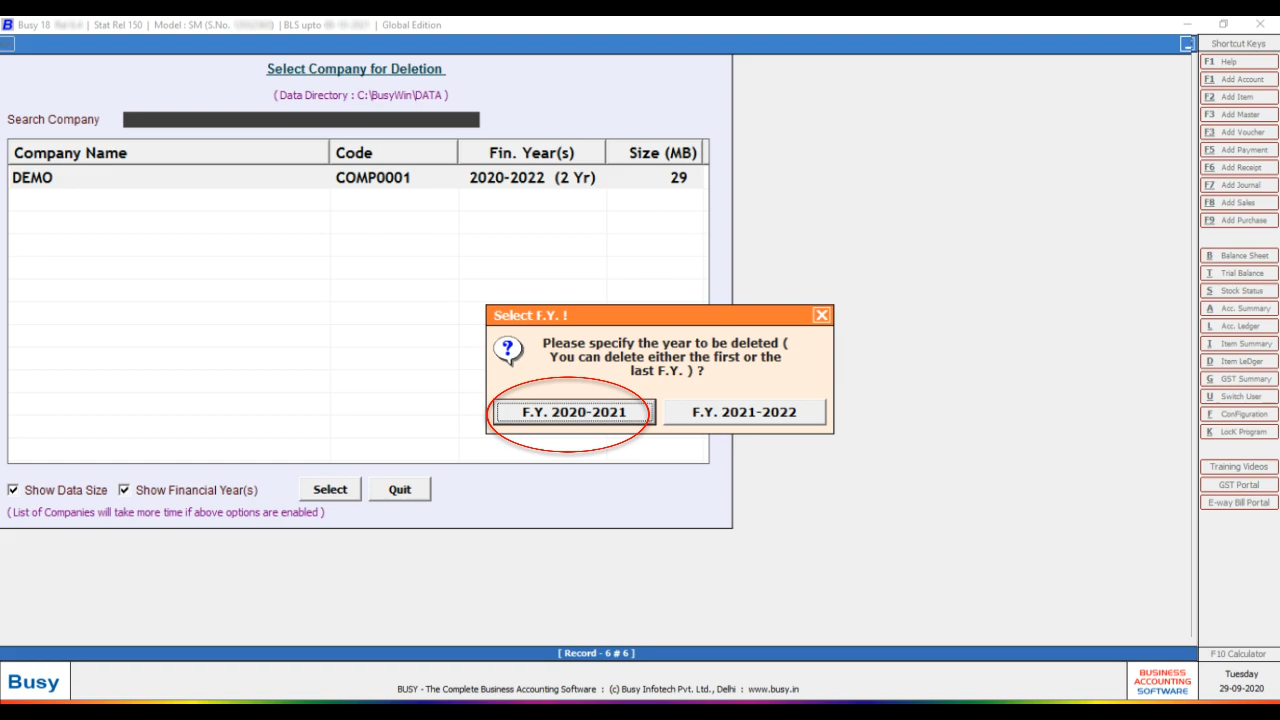 Busy 18 | Stat Rel 150 | Model : SM (S.No. ) | BLS upto | Global Edition
Select Company for Deletion
( Data Directory : C:\BusyWin\DATA )
Search Company
Company Name Code Fin. Year(s) Size (MB)
DEMO COMP0001 2020-2022 (2 Yr) 29
Select F.Y. !
Please specify the year to be deleted (
You can delete either the first or the
last F.Y. ) ?
F.Y. 2020-2021 F.Y. 2021-2022
Show Data Size Show Financial Year(s) Select Quit
( List of Companies will take more time if above options are enabled )
Shortcut Keys
F1 Help
F1 Add Account
F2 Add Item
F3 Add Master
F3 Add Voucher
F5 Add Payment
F6 Add Receipt
F7 Add Journal
F8 Add Sales
F9 Add Purchase
B Balance Sheet
T Trial Balance
S Stock Status
A Acc. Summary
L Acc. Ledger
I Item Summary
D Item LeDger
G GST Summary
U Switch User
F ConFiguration
K LocK Program
Training Videos
GST Portal
E-way Bill Portal
[ Record - 6 # 6 ]
F10 Calculator
Busy
BUSY - The Complete Business Accounting Software : (c) Busy Infotech Pvt. Ltd., Delhi : www.busy.in
BUSINESS
ACCOUNTING
SOFTWARE
Tuesday
29-09-2020